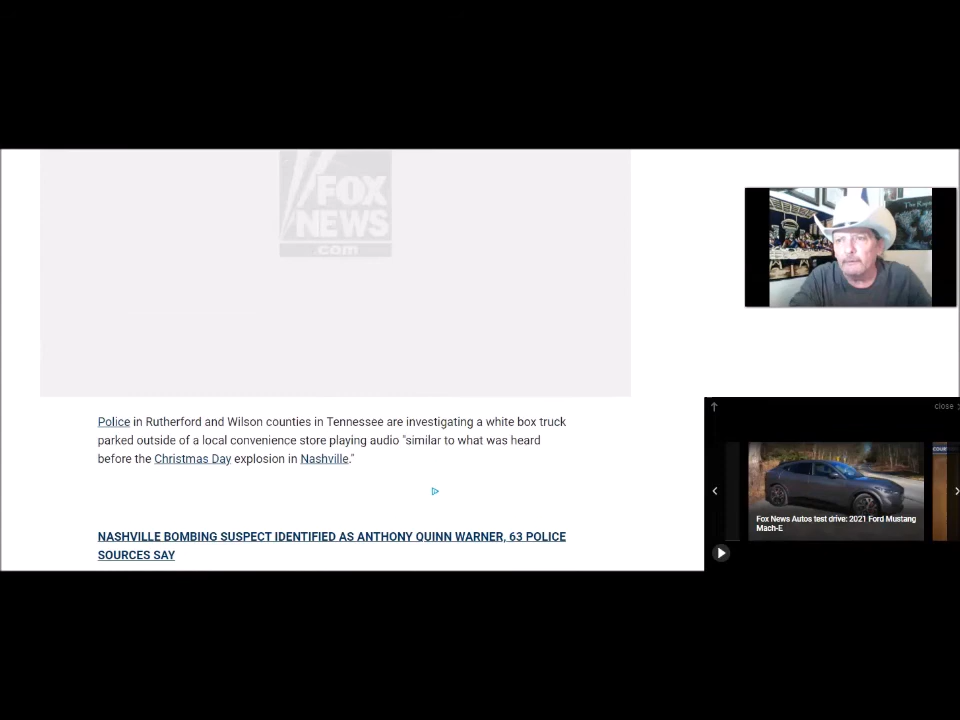 FOX
NEWS
.com
The Rap
Police in Rutherford and Wilson counties in Tennessee are investigating a white box truck
parked outside of a local convenience store playing audio "similar to what was heard
before the Christmas Day explosion in Nashville."
NASHVILLE BOMBING SUSPECT IDENTIFIED AS ANTHONY QUINN WARNER, 63 POLICE
SOURCES SAY
close
COURT
Fox News Autos test drive: 2021 Ford Mustang
Mach-E